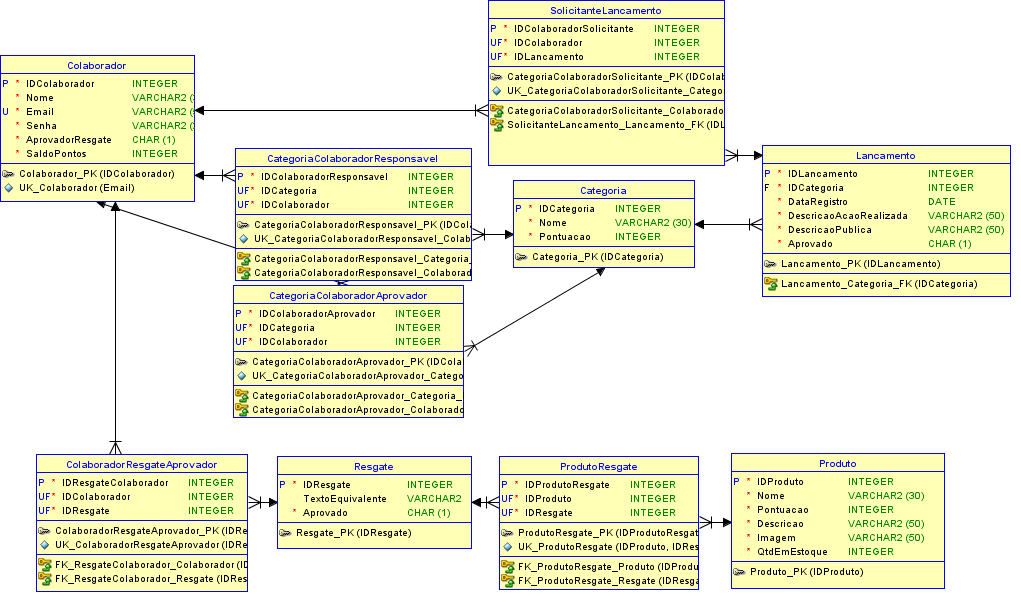 SolicitanteLancamento
P * IDColaboradorSolicitante INTEGER
UF* IDColaborador INTEGER
UF* IDLancamento INTEGER
CategoriaColaboradorSolicitante_PK (IDColab
UK_CategoriaColaboradorSolicitante_Catego
CategoriaColaboradorSolicitante_Colaborado
SolicitanteLancamento_Lancamento_FK (IDL
Colaborador
P * IDColaborador INTEGER
* Nome VARCHAR2 (
U * Email VARCHAR2 (
* Senha VARCHAR2 (
* AprovadorResgate CHAR (1)
* SaldoPontos INTEGER
Colaborador_PK (IDColaborador)
UK_Colaborador (Email)
CategoriaColaboradorResponsavel
P * IDColaboradorResponsavel INTEGER
UF* IDCategoria INTEGER
UF* IDColaborador INTEGER
CategoriaColaboradorResponsavel_PK (IDCol
UK_CategoriaColaboradorResponsavel_Colab
CategoriaColaboradorResponsavel_Categoria_
CategoriaColaboradorResponsavel_Colaborad
Categoria
P * IDCategoria INTEGER
* Nome VARCHAR2 (30)
* Pontuacao INTEGER
Categoria_PK (IDCategoria)
Lancamento
P * IDLancamento INTEGER
F * IDCategoria INTEGER
* DataRegistro DATE
* DescricaoAcaoRealizada VARCHAR2 (50)
* DescricaoPublica VARCHAR2 (50)
* Aprovado CHAR (1)
Lancamento_PK (IDLancamento)
Lancamento_Categoria_FK (IDCategoria)
CategoriaColaboradorAprovador
P * IDColaboradorAprovador INTEGER
UF* IDCategoria INTEGER
UF* IDColaborador INTEGER
CategoriaColaboradorAprovador_PK (IDCola
UK_CategoriaColaboradorAprovador_Catego
CategoriaColaboradorAprovador_Categoria_
CategoriaColaboradorAprovador_Colaborado
ColaboradorResgateAprovador
P * IDResgateColaborador INTEGER
UF* IDColaborador INTEGER
UF* IDResgate INTEGER
ColaboradorResgateAprovador_PK (IDRe
UK_ColaboradorResgateAprovador (IDRe
FK_ResgateColaborador_Colaborador (ID
FK_ResgateColaborador_Resgate (IDRes
Resgate
P * IDResgate INTEGER
TextoEquivalente VARCHAR2
* Aprovado CHAR (1)
Resgate_PK (IDResgate)
ProdutoResgate
P * IDProdutoResgate INTEGER
UF* IDProduto INTEGER
UF* IDResgate INTEGER
ProdutoResgate_PK (IDProdutoResgat
UK_ProdutoResgate (IDProduto, IDRes
FK_ProdutoResgate_Produto (IDProdu
FK_ProdutoResgate_Resgate (IDResga
Produto
P * IDProduto INTEGER
* Nome VARCHAR2 (30)
* Pontuacao INTEGER
* Descricao VARCHAR2 (50)
* Imagem VARCHAR2 (50)
* QtdEmEstoque INTEGER
Produto_PK (IDProduto)